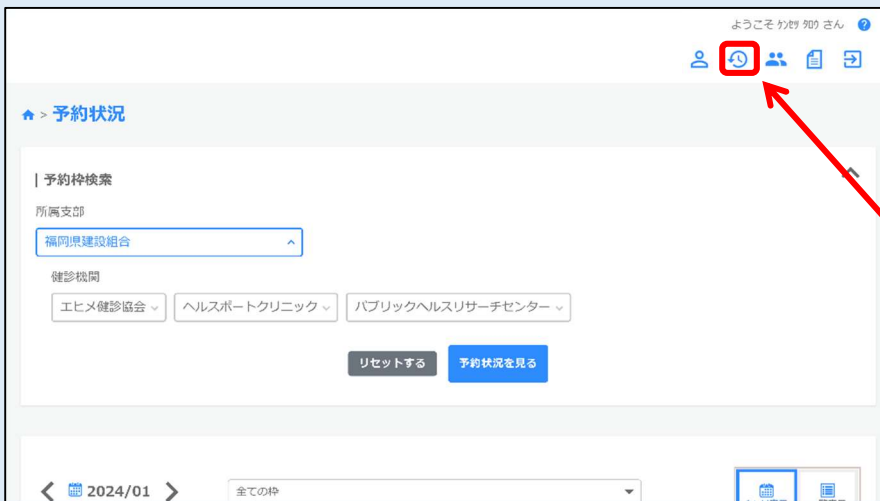 ようこそ ｹﾝｾﾂ ﾀﾛｳ さん
> 予約状況
| 予約枠検索
所属支部
福岡県建設組合
健診機関
エヒメ健診協会 ヘルスポートクリニック パブリックヘルスリサーチセンター
リセットする 予約状況を見る
2024/01 全ての枠